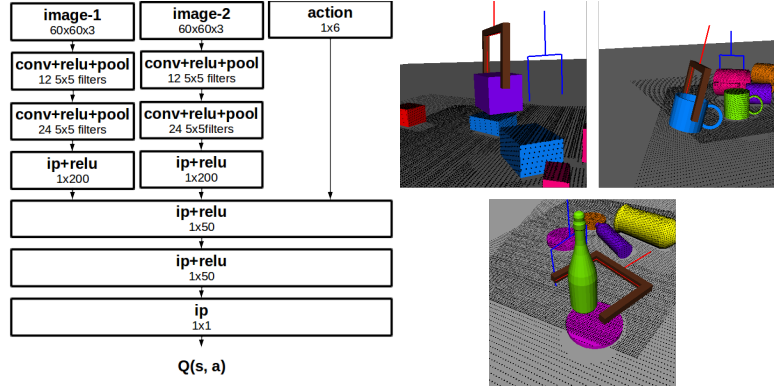 image-1
60x60x3
image-2
60x60x3
action
1x6
conv+relu+pool
12 5x5 filters
conv+relu+pool
12 5x5 filters
conv+relu+pool
24 5x5 filters
conv+relu+pool
24 5x5filters
ip+relu
1x200
ip+relu
1x200
ip+relu
1x50
ip+relu
1x50
ip
1x1
Q(s, a)